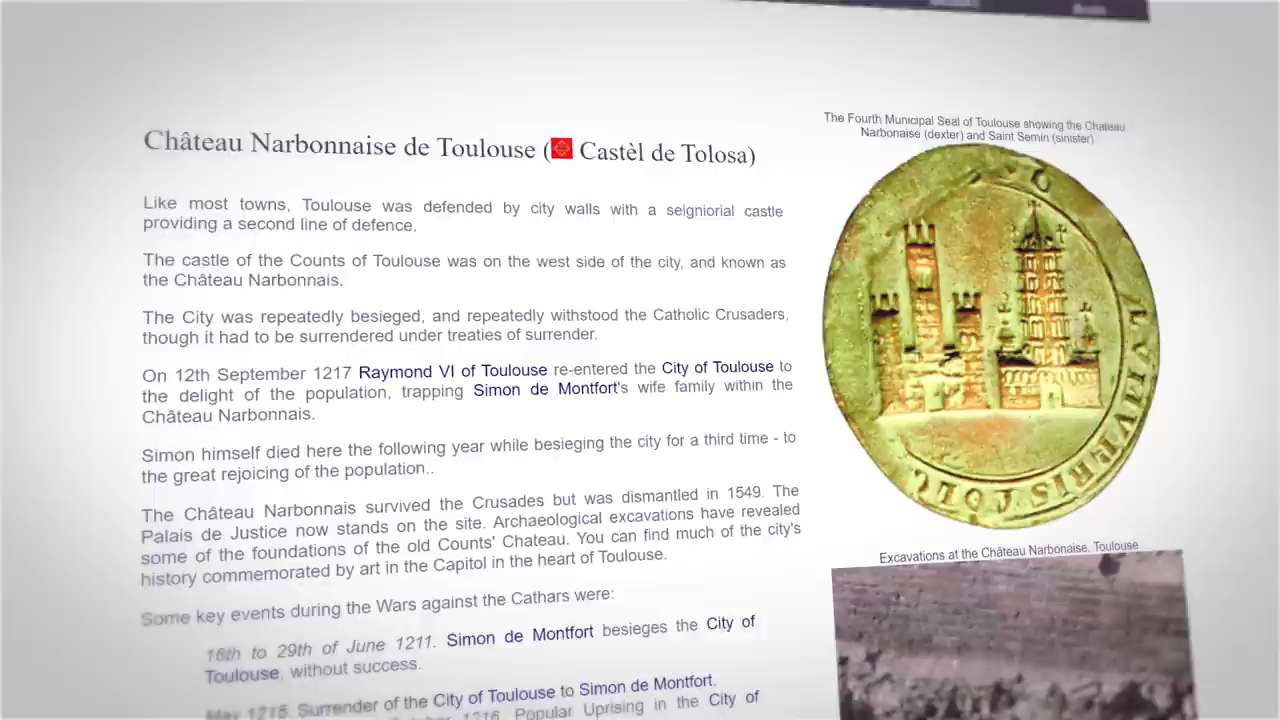 Château Narbonnaise de Toulouse ( Castèl de Tolosa)
Like most towns, Toulouse was defended by city walls with a seigniorial castle
providing a second line of defence.
The castle of the Counts of Toulouse was on the west side of the city, and known as
the Château Narbonnais.
The City was repeatedly besieged, and repeatedly withstood the Catholic Crusaders,
though it had to be surrendered under treaties of surrender.
On 12th September 1217 Raymond VI of Toulouse re-entered the City of Toulouse to
the delight of the population, trapping Simon de Montfort's wife family within the
Château Narbonnais.
Simon himself died here the following year while besieging the city for a third time - to
the great rejoicing of the population..
The Château Narbonnais survived the Crusades but was dismantled in 1549. The
Palais de Justice now stands on the site. Archaeological excavations have revealed
some of the foundations of the old Counts' Chateau. You can find much of the city's
history commemorated by art in the Capitol in the heart of Toulouse.
Some key events during the Wars against the Cathars were:
16th to 29th of June 1211. Simon de Montfort besieges the City of
Toulouse, without success.
May 1215. Surrender of the City of Toulouse to Simon de Montfort.
1216. Popular Uprising in the City of
The Fourth Municipal Seal of Toulouse showing the Chateau
Narbonaise (dexter) and Saint Sernin (sinister)
Excavations at the Château Narbonaise. Toulouse